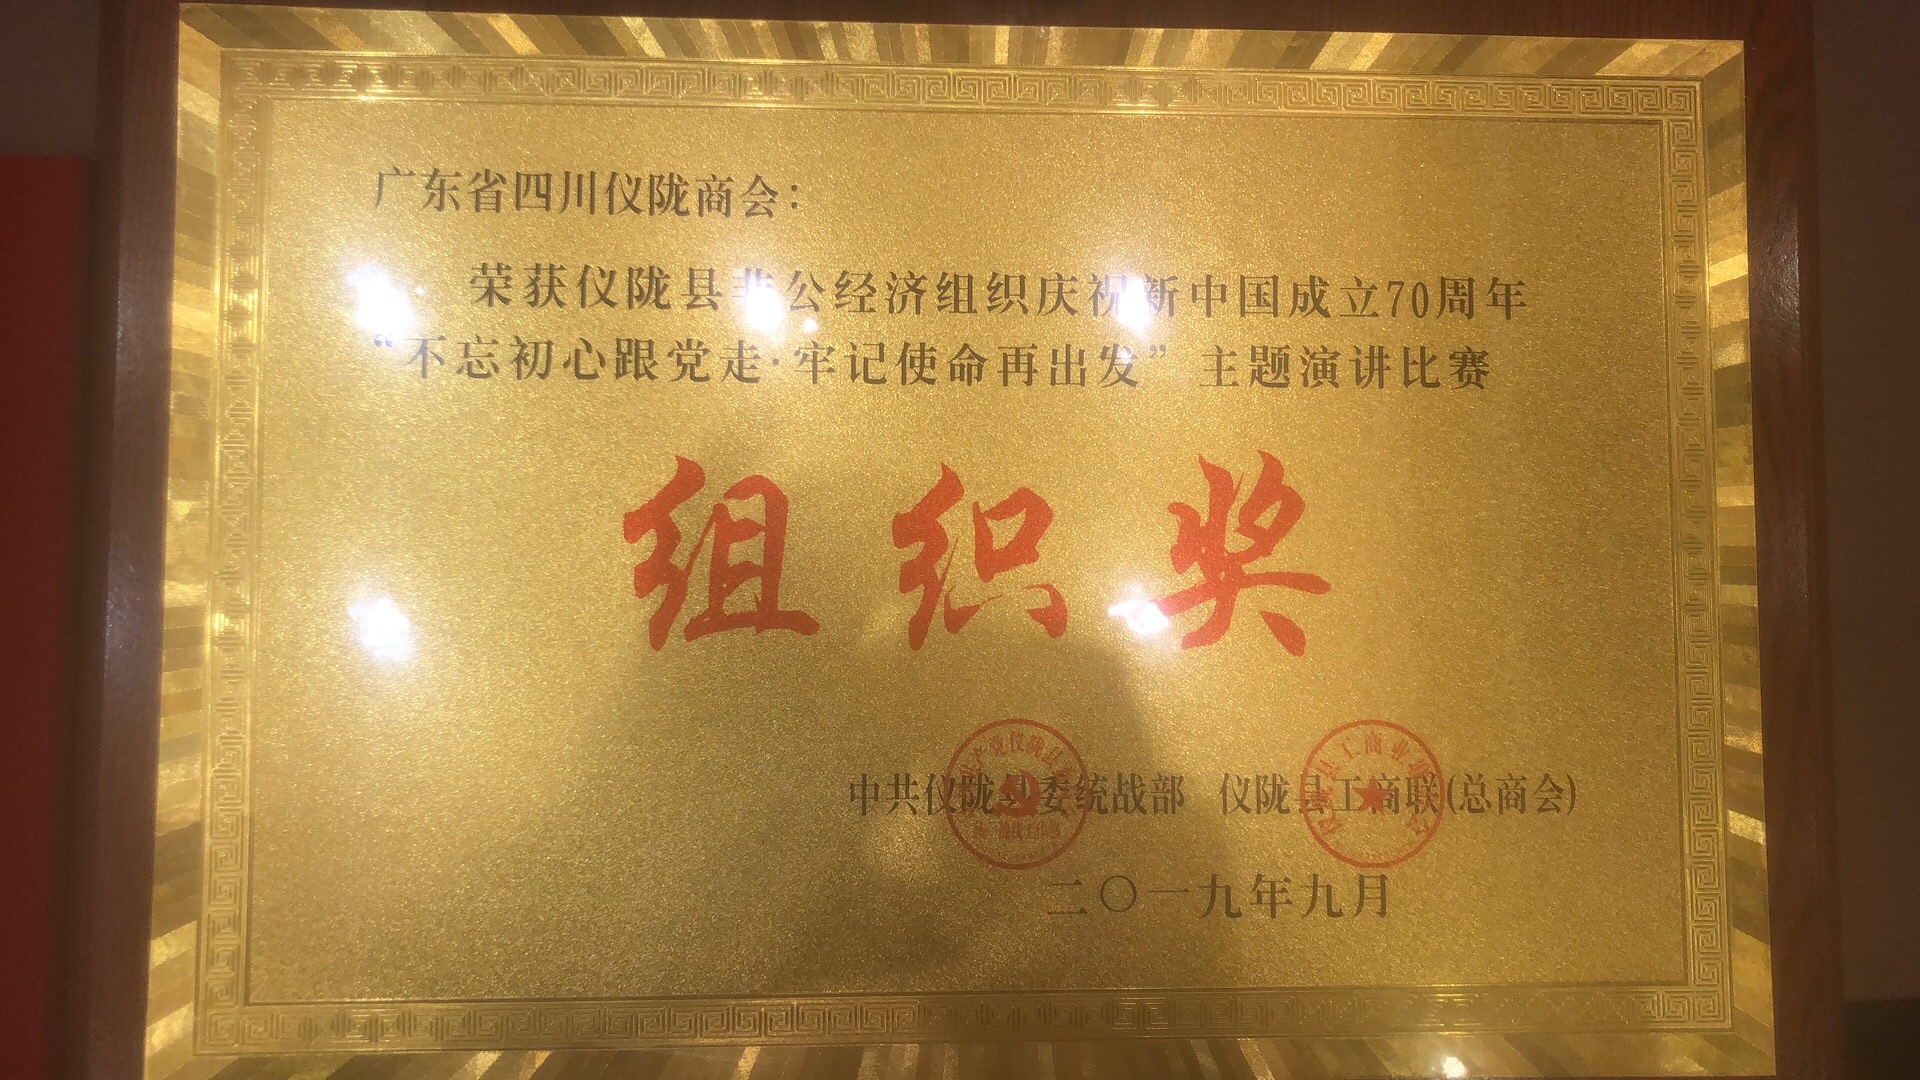 广东省四川仪陇商会：
荣获仪陇县非公经济组织庆祝新中国成立70周年
“不忘初心跟党走·牢记使命再出发”主题演讲比赛
组织奖
中共仪陇县委统战部 仪陇县工商联(总商会)
二〇一九年九月